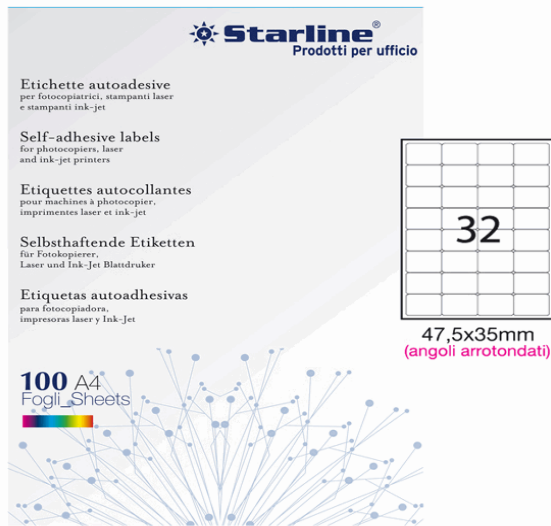 Starline®
Prodotti per ufficio
Etichette autoadesive
per fotocopiatrici, stampanti laser
e stampanti ink-jet
Self-adhesive labels
for photocopiers, laser
and ink-jet printers
Etiquettes autocollantes
pour machines à photocopier,
imprimentes laser et ink-jet
Selbsthaftende Etiketten
für Fotokopierer,
Laser und Ink-Jet Blattdruker
Etiquetas autoadhesivas
para fotocopiadora,
impresoras laser y Ink-Jet
100 A4
Fogli_Sheets
32
47,5x35mm
(angoli arrotondati)